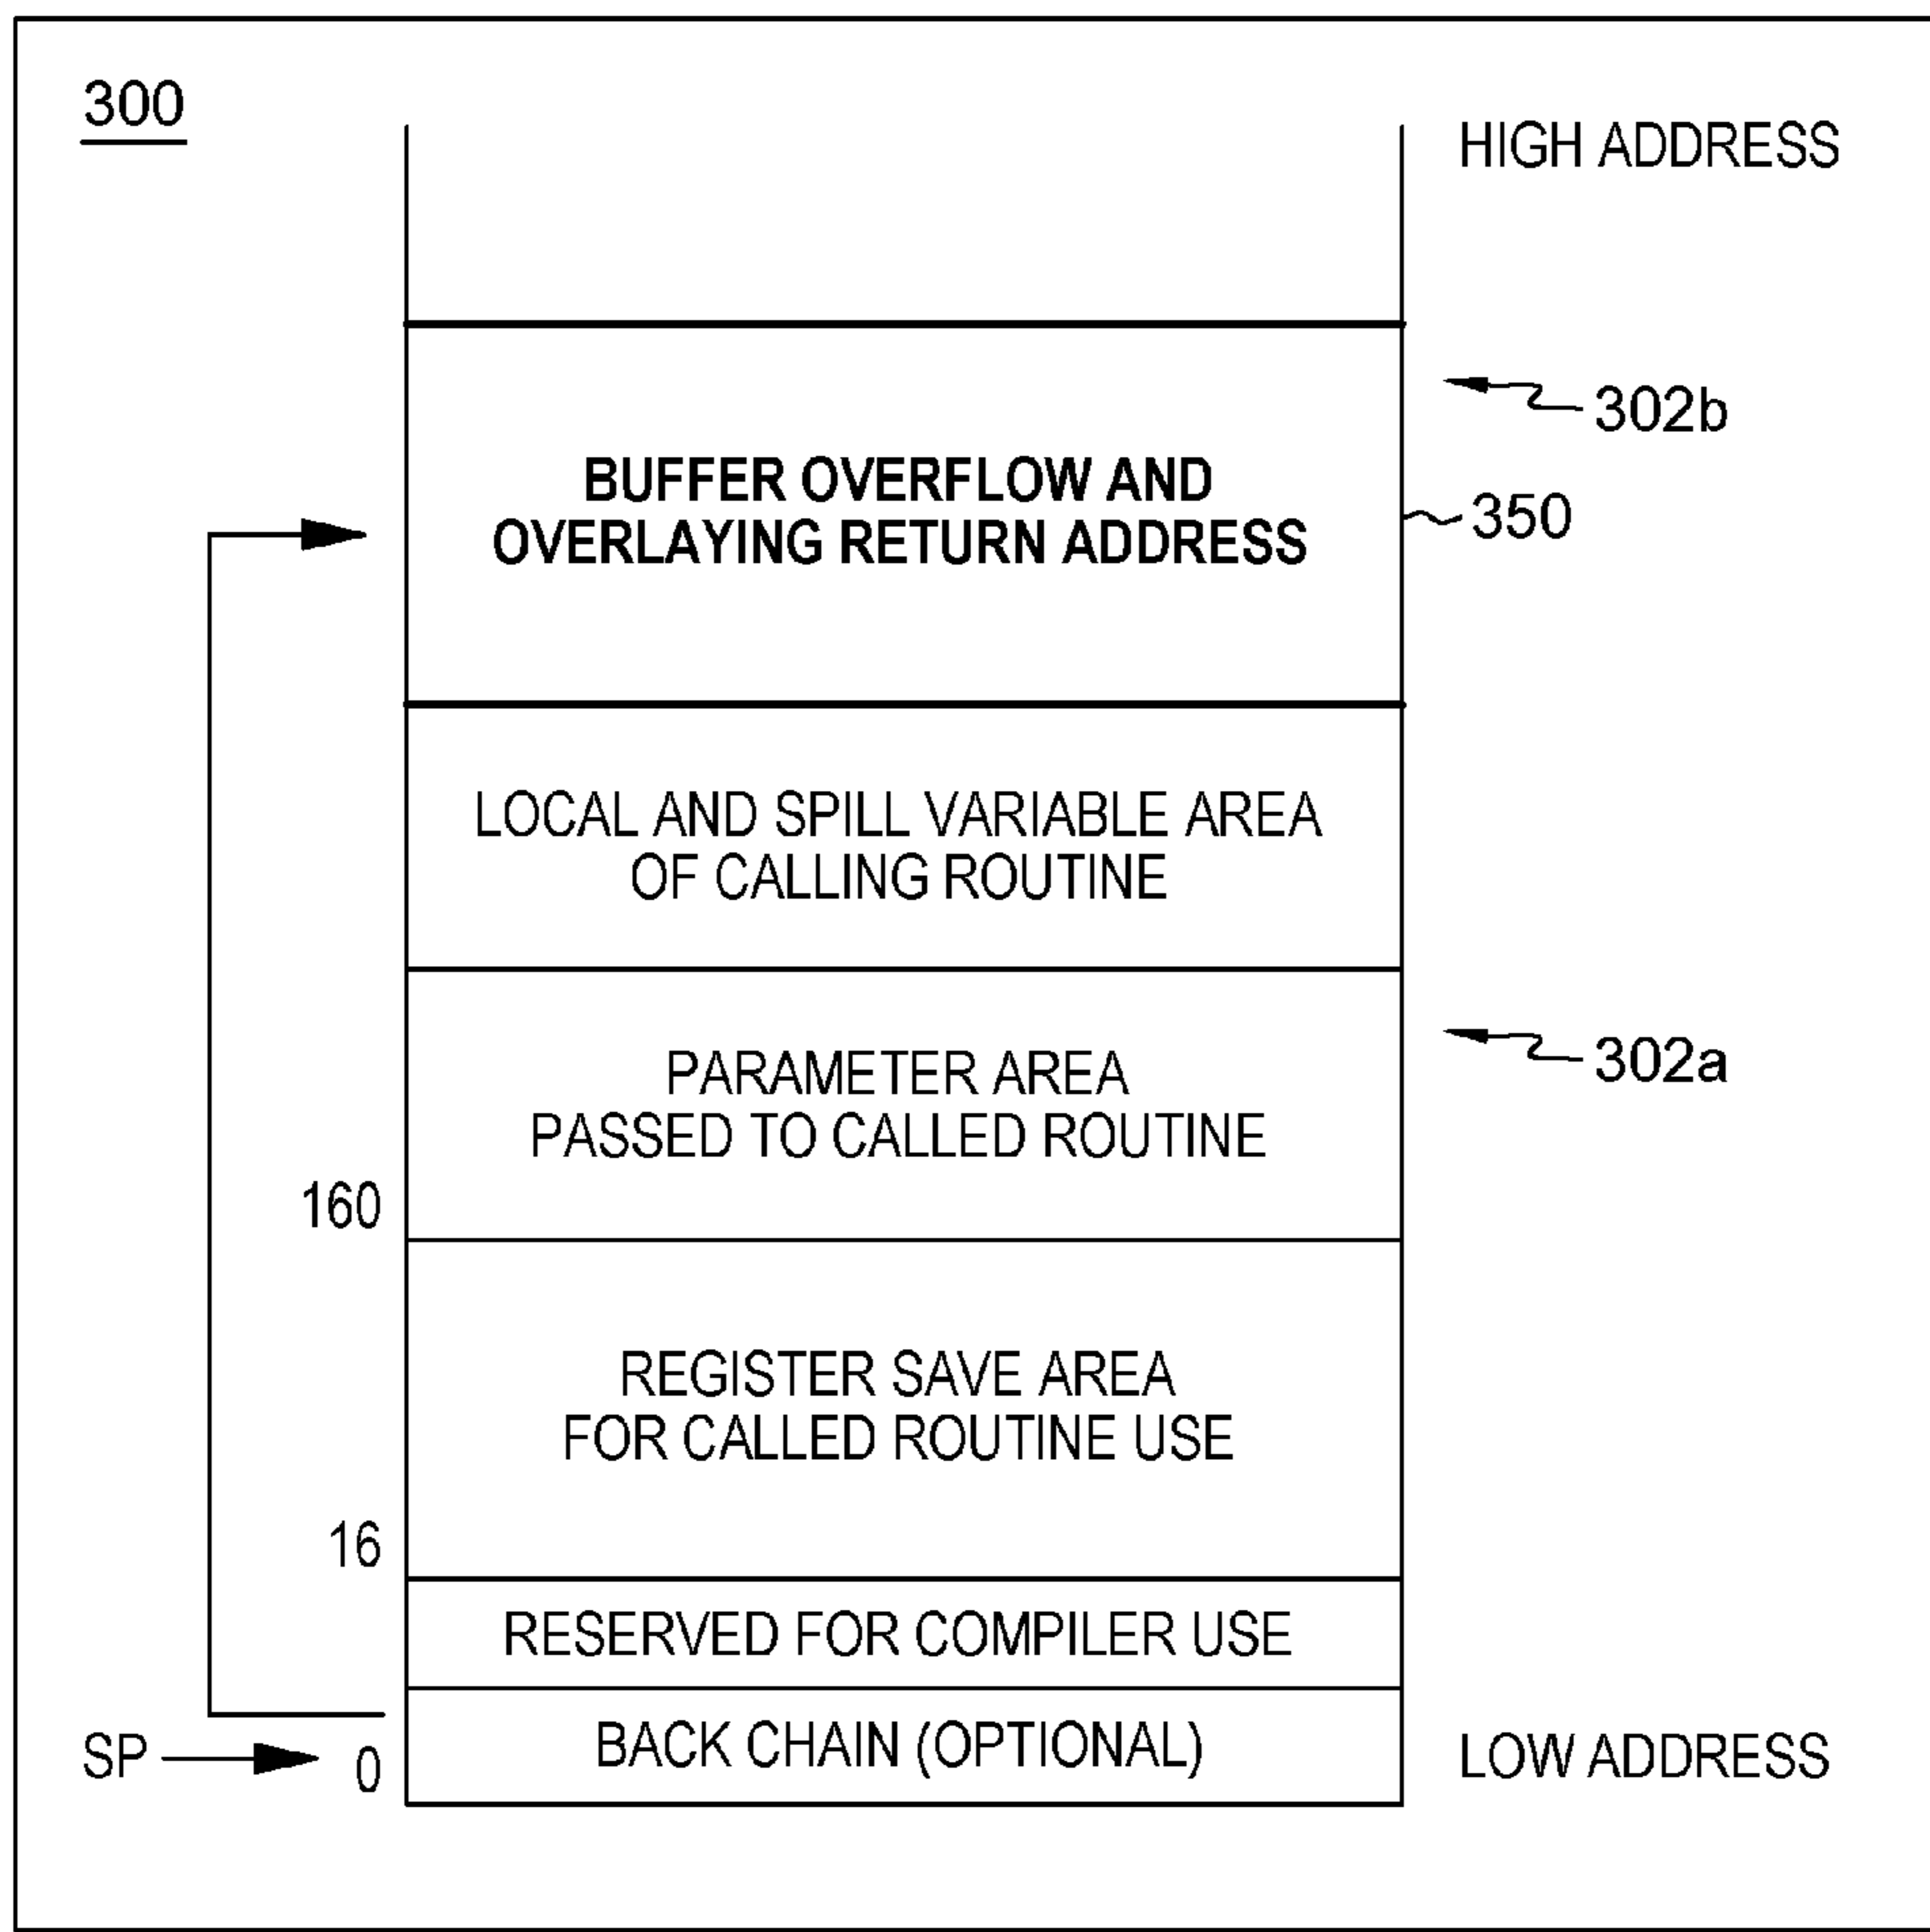 300
HIGH ADDRESS
302b
BUFFER OVERFLOW AND
OVERLAYING RETURN ADDRESS
350
LOCAL AND SPILL VARIABLE AREA
OF CALLING ROUTINE
302a
PARAMETER AREA
PASSED TO CALLED ROUTINE
160
REGISTER SAVE AREA
FOR CALLED ROUTINE USE
16
RESERVED FOR COMPILER USE
SP
0
BACK CHAIN (OPTIONAL)
LOW ADDRESS